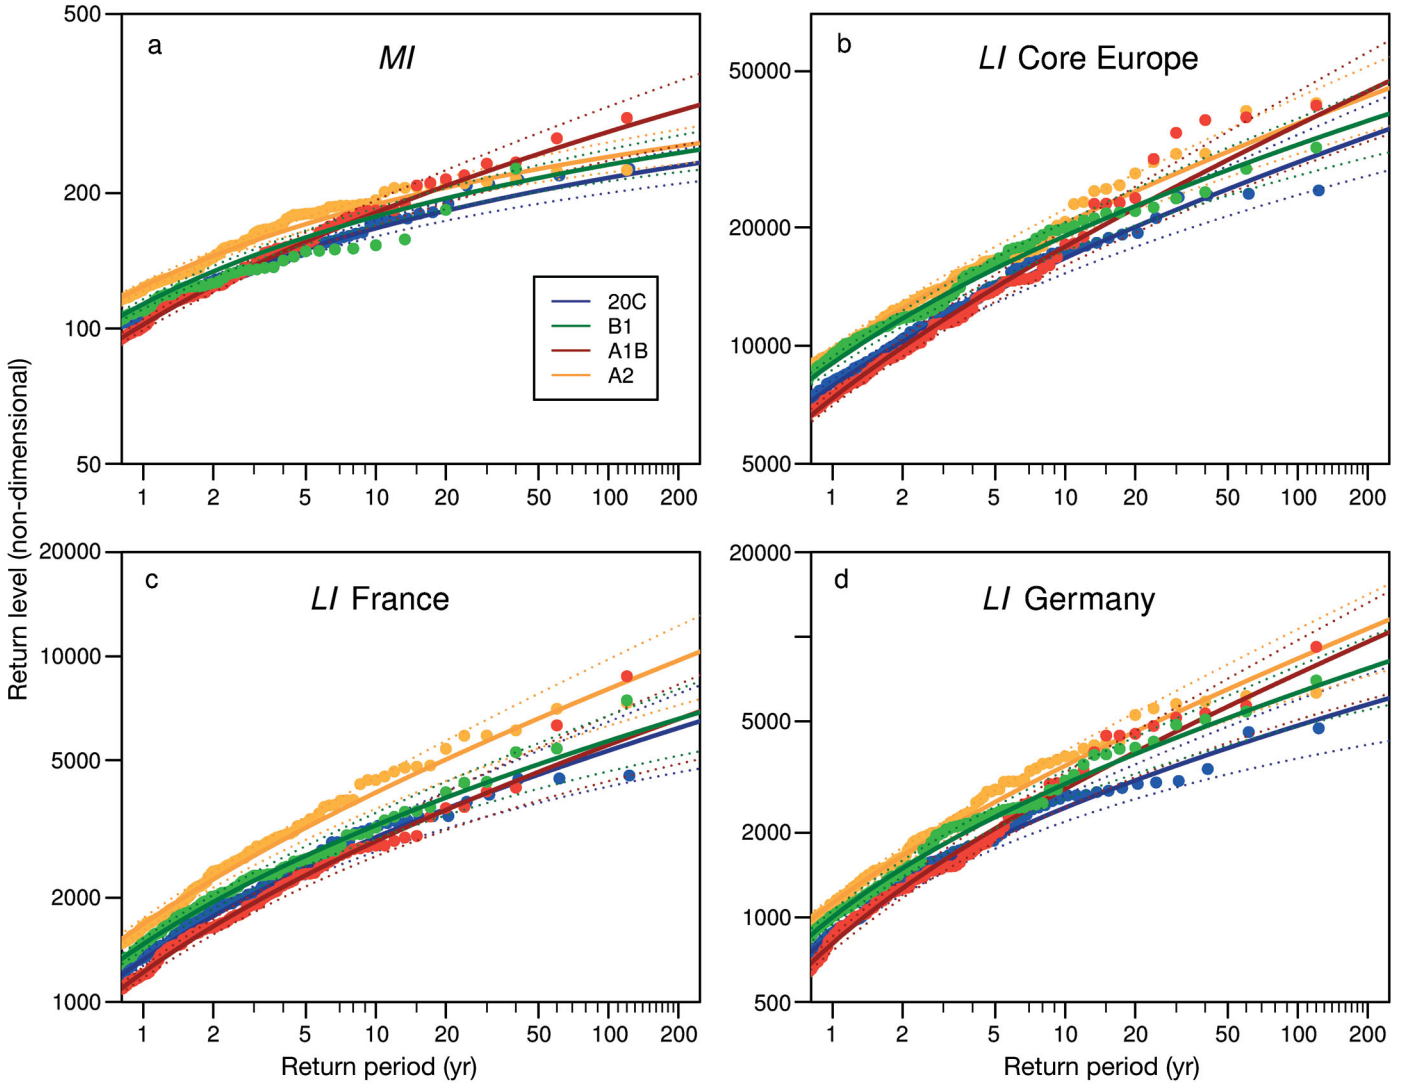 a
MI
500
200
100
50
20C
B1
A1B
A2
1 2 5 10 20 50 100 200
b
LI Core Europe
50000
20000
10000
5000
1 2 5 10 20 50 100 200
Return level (non-dimensional)
c
LI France
20000
10000
5000
2000
1000
1 2 5 10 20 50 100 200
Return period (yr)
d
LI Germany
20000
5000
2000
1000
500
1 2 5 10 20 50 100 200
Return period (yr)